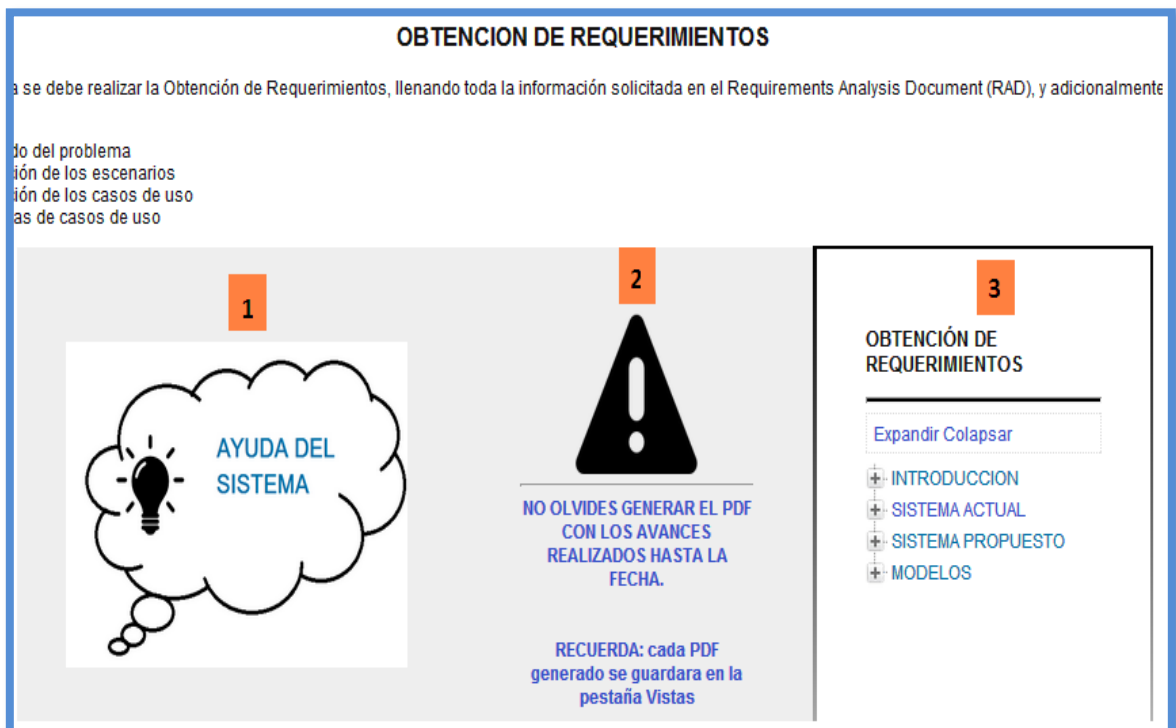 OBTENCION DE REQUERIMIENTOS
a se debe realizar la Obtención de Requerimientos, llenando toda la información solicitada en el Requirements Analysis Document (RAD), y adicionalmente
do del problema
ión de los escenarios
ión de los casos de uso
as de casos de uso
1
AYUDA DEL
SISTEMA
2
NO OLVIDES GENERAR EL PDF
CON LOS AVANCES
REALIZADOS HASTA LA
FECHA.
RECUERDA: cada PDF
generado se guardara en la
pestaña Vistas
3
OBTENCIÓN DE
REQUERIMIENTOS
Expandir Colapsar
INTRODUCCION
SISTEMA ACTUAL
SISTEMA PROPUESTO
MODELOS